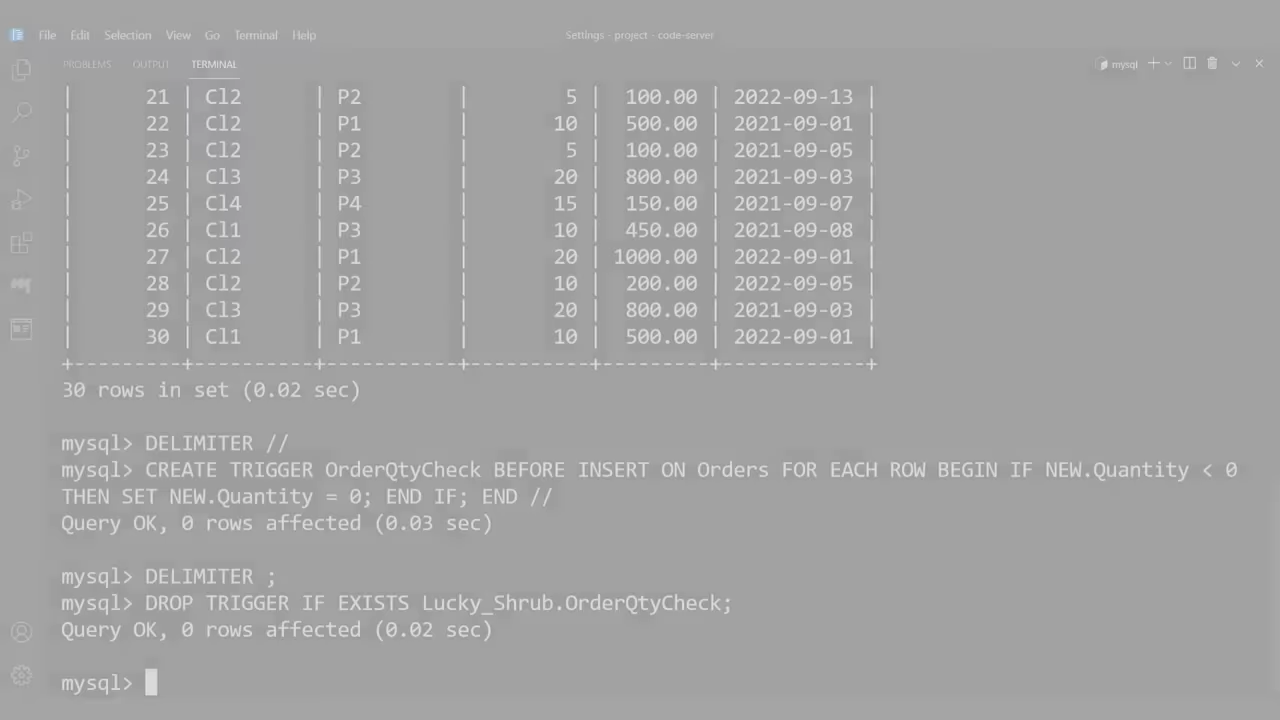 File Edit Selection View Go Terminal Help Settings - project - code-server
PROBLEMS OUTPUT TERMINAL mysql
| 21 | Cl2 | P2 | 5 | 100.00 | 2022-09-13 |
| 22 | Cl2 | P1 | 10 | 500.00 | 2021-09-01 |
| 23 | Cl2 | P2 | 5 | 100.00 | 2021-09-05 |
| 24 | Cl3 | P3 | 20 | 800.00 | 2021-09-03 |
| 25 | Cl4 | P4 | 15 | 150.00 | 2021-09-07 |
| 26 | Cl1 | P3 | 10 | 450.00 | 2021-09-08 |
| 27 | Cl2 | P1 | 20 | 1000.00 | 2022-09-01 |
| 28 | Cl2 | P2 | 10 | 200.00 | 2022-09-05 |
| 29 | Cl3 | P3 | 20 | 800.00 | 2021-09-03 |
| 30 | Cl1 | P1 | 10 | 500.00 | 2022-09-01 |
+---------+----------+-----------+----------+---------+------------+
30 rows in set (0.02 sec)
mysql> DELIMITER //
mysql> CREATE TRIGGER OrderQtyCheck BEFORE INSERT ON Orders FOR EACH ROW BEGIN IF NEW.Quantity < 0
THEN SET NEW.Quantity = 0; END IF; END //
Query OK, 0 rows affected (0.03 sec)
mysql> DELIMITER ;
mysql> DROP TRIGGER IF EXISTS Lucky_Shrub.OrderQtyCheck;
Query OK, 0 rows affected (0.02 sec)
mysql>